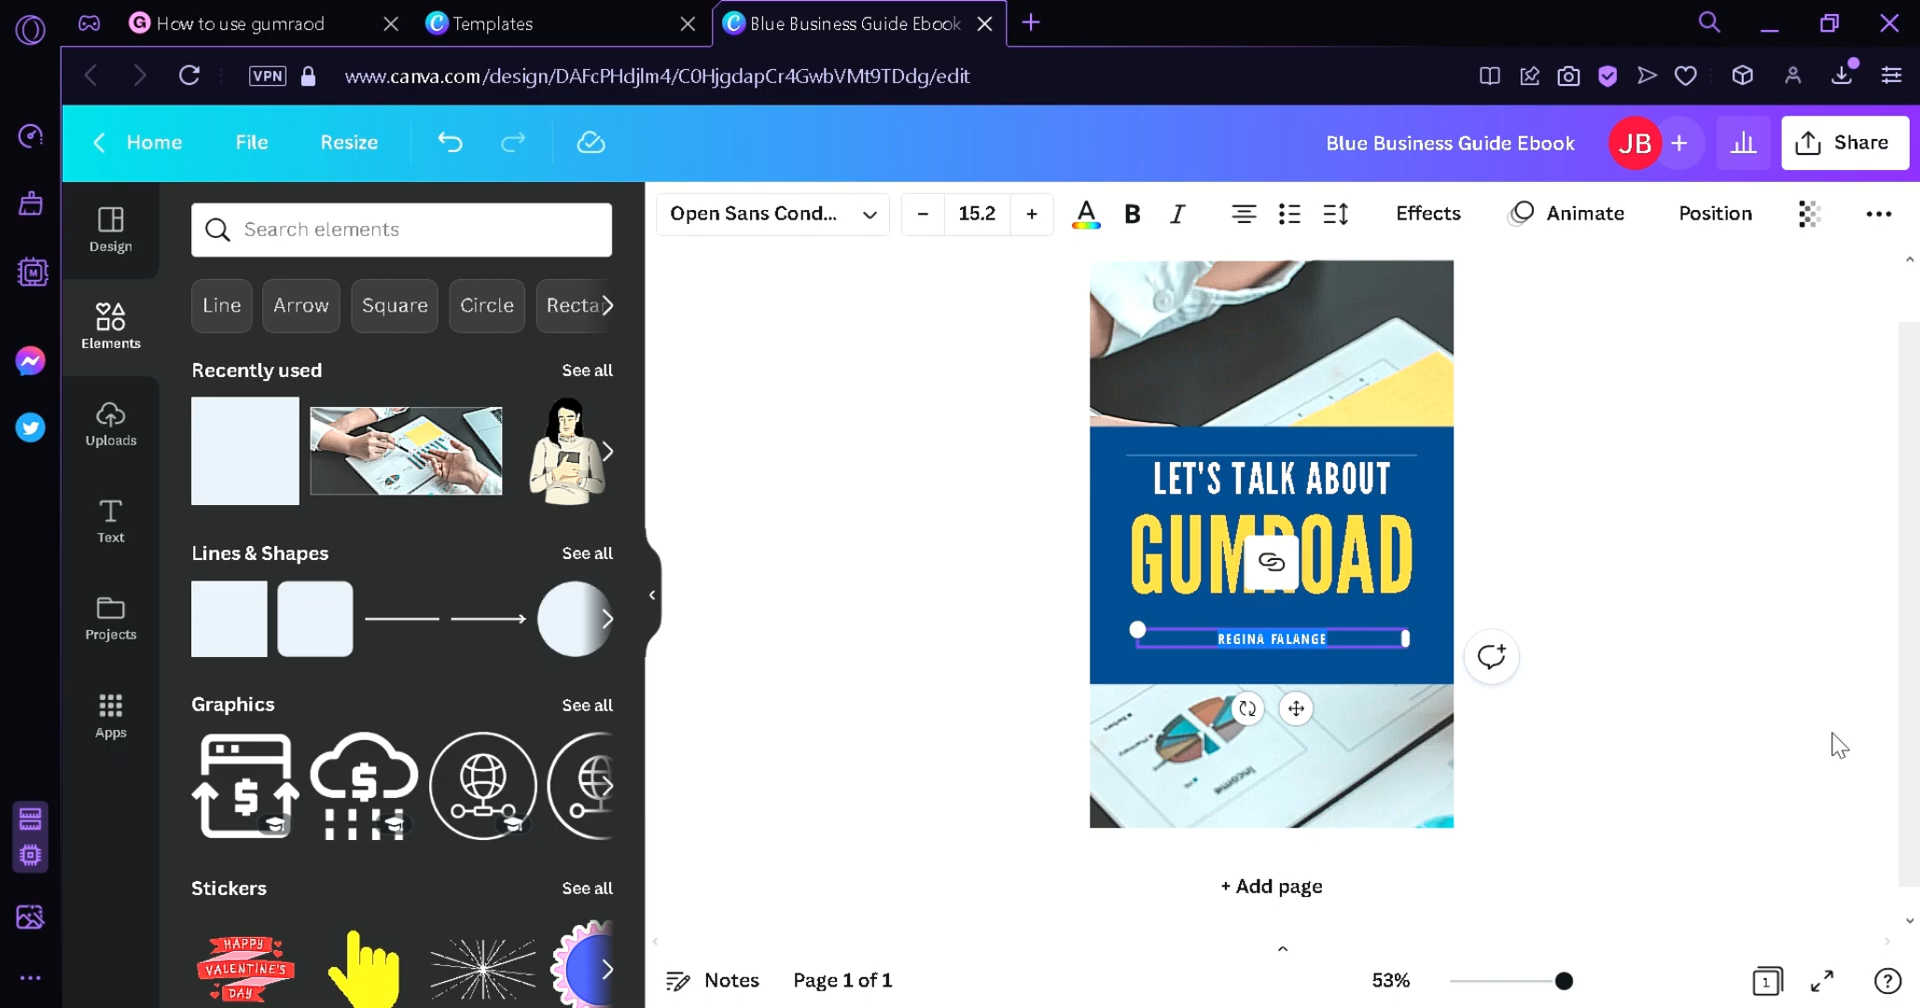 How to use gumraod
Templates
Blue Business Guide Ebook
VPN
www.canva.com/design/DAFcPHdjlm4/C0HjgdapCr4GwbVMt9TDdg/edit
Home
File
Resize
Blue Business Guide Ebook
JB
Share
Design
Elements
Uploads
Text
Projects
Apps
Search elements
Line
Arrow
Square
Circle
Rectan
Recently used
See all
Lines & Shapes
See all
Graphics
See all
Stickers
See all
HAPPY
VALENTINE'S
DAY
Open Sans Cond...
15.2
A
B
I
Effects
Animate
Position
LET'S TALK ABOUT
GUMROAD
REGINA FALANGE
Income
+ Add page
Notes
Page 1 of 1
53%
1